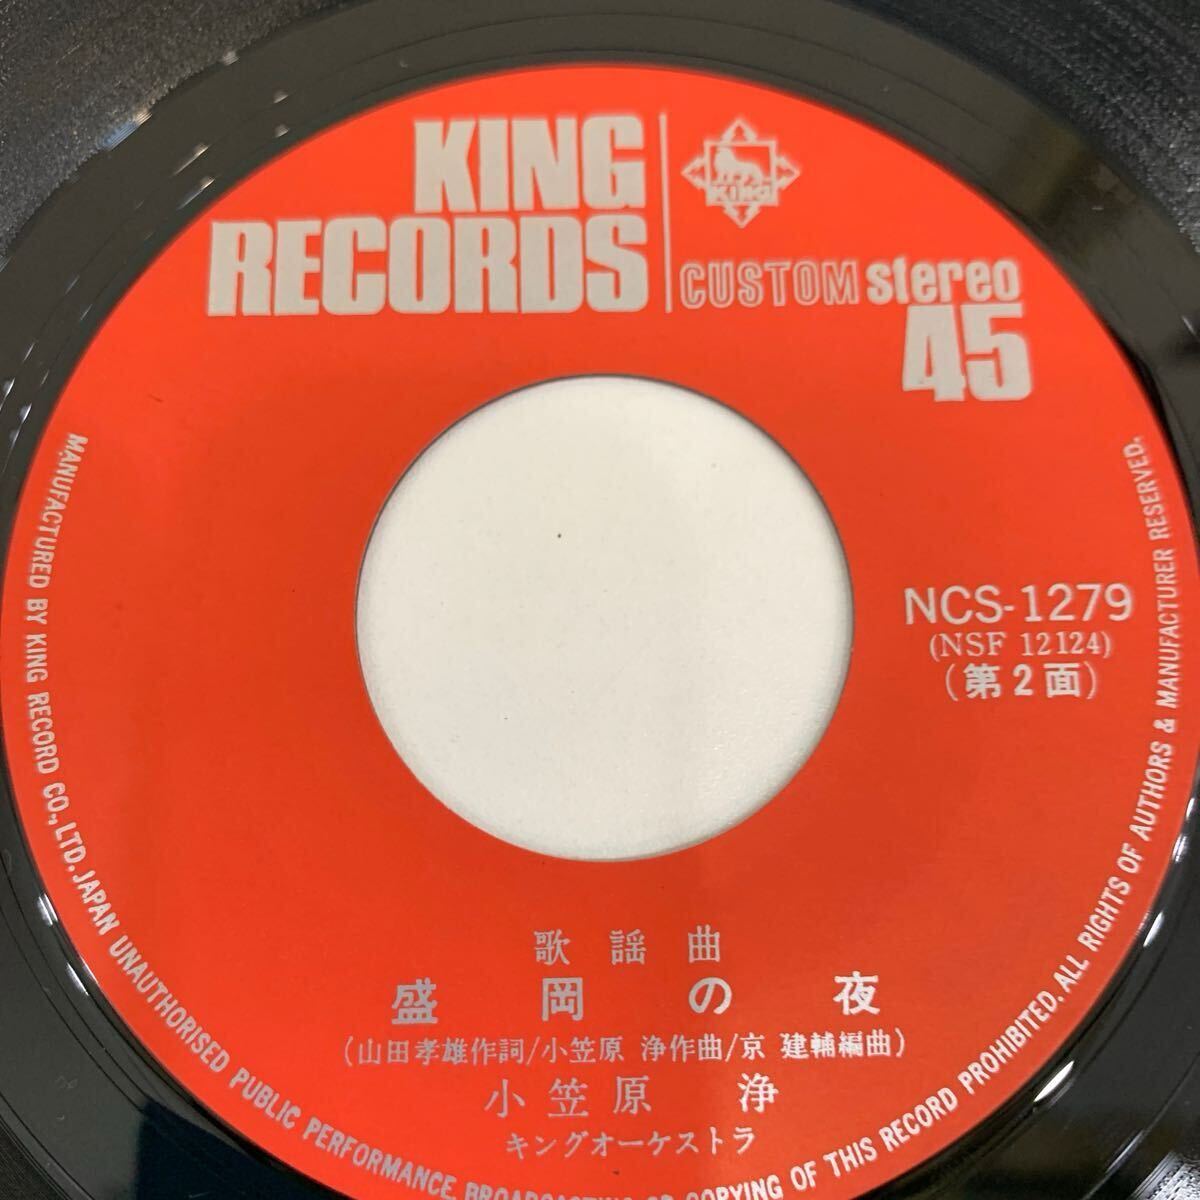 KING
RECORDS
KING
CUSTOM stereo
45
NCS-1279
(NSF 12124)
(第2面)
歌謡曲
盛岡の夜
(山田孝雄作詞/小笠原 浄作曲/京 建輔編曲)
小笠原 浄
キングオーケストラ
MANUFACTURED BY KING RECORD CO., LTD. JAPAN UNAUTHORISED PUBLIC PERFORMANCE, BROADCASTING OR COPYING OF THIS RECORD PROHIBITED. ALL RIGHTS OF AUTHORS & MANUFACTURER RESERVED.